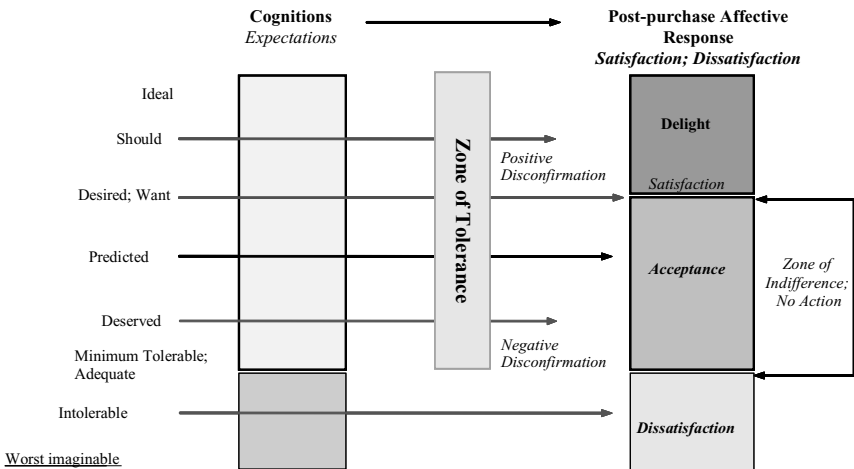 Cognitions
Expectations
Post-purchase Affective
Response
Satisfaction; Dissatisfaction
Ideal
Should
Desired; Want
Predicted
Deserved
Minimum Tolerable;
Adequate
Intolerable
Worst imaginable
Zone of Tolerance
Positive
Disconfirmation
Negative
Disconfirmation
Delight
Satisfaction
Acceptance
Dissatisfaction
Zone of
Indifference;
No Action